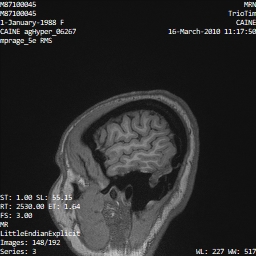 M87100045
M87100045
1-January-1988 F
CAINE agHyper_06267
mprage_5e RMS
MRN
TrioTim
CAINE
16-March-2010 11:17:50
ST: 1.00 SL: 55.15
RT: 2530.00 ET: 1.64
FS: 3.00
MR
LittleEndianExplicit
Images: 148/192
Series: 3
WL: 227 WW: 517